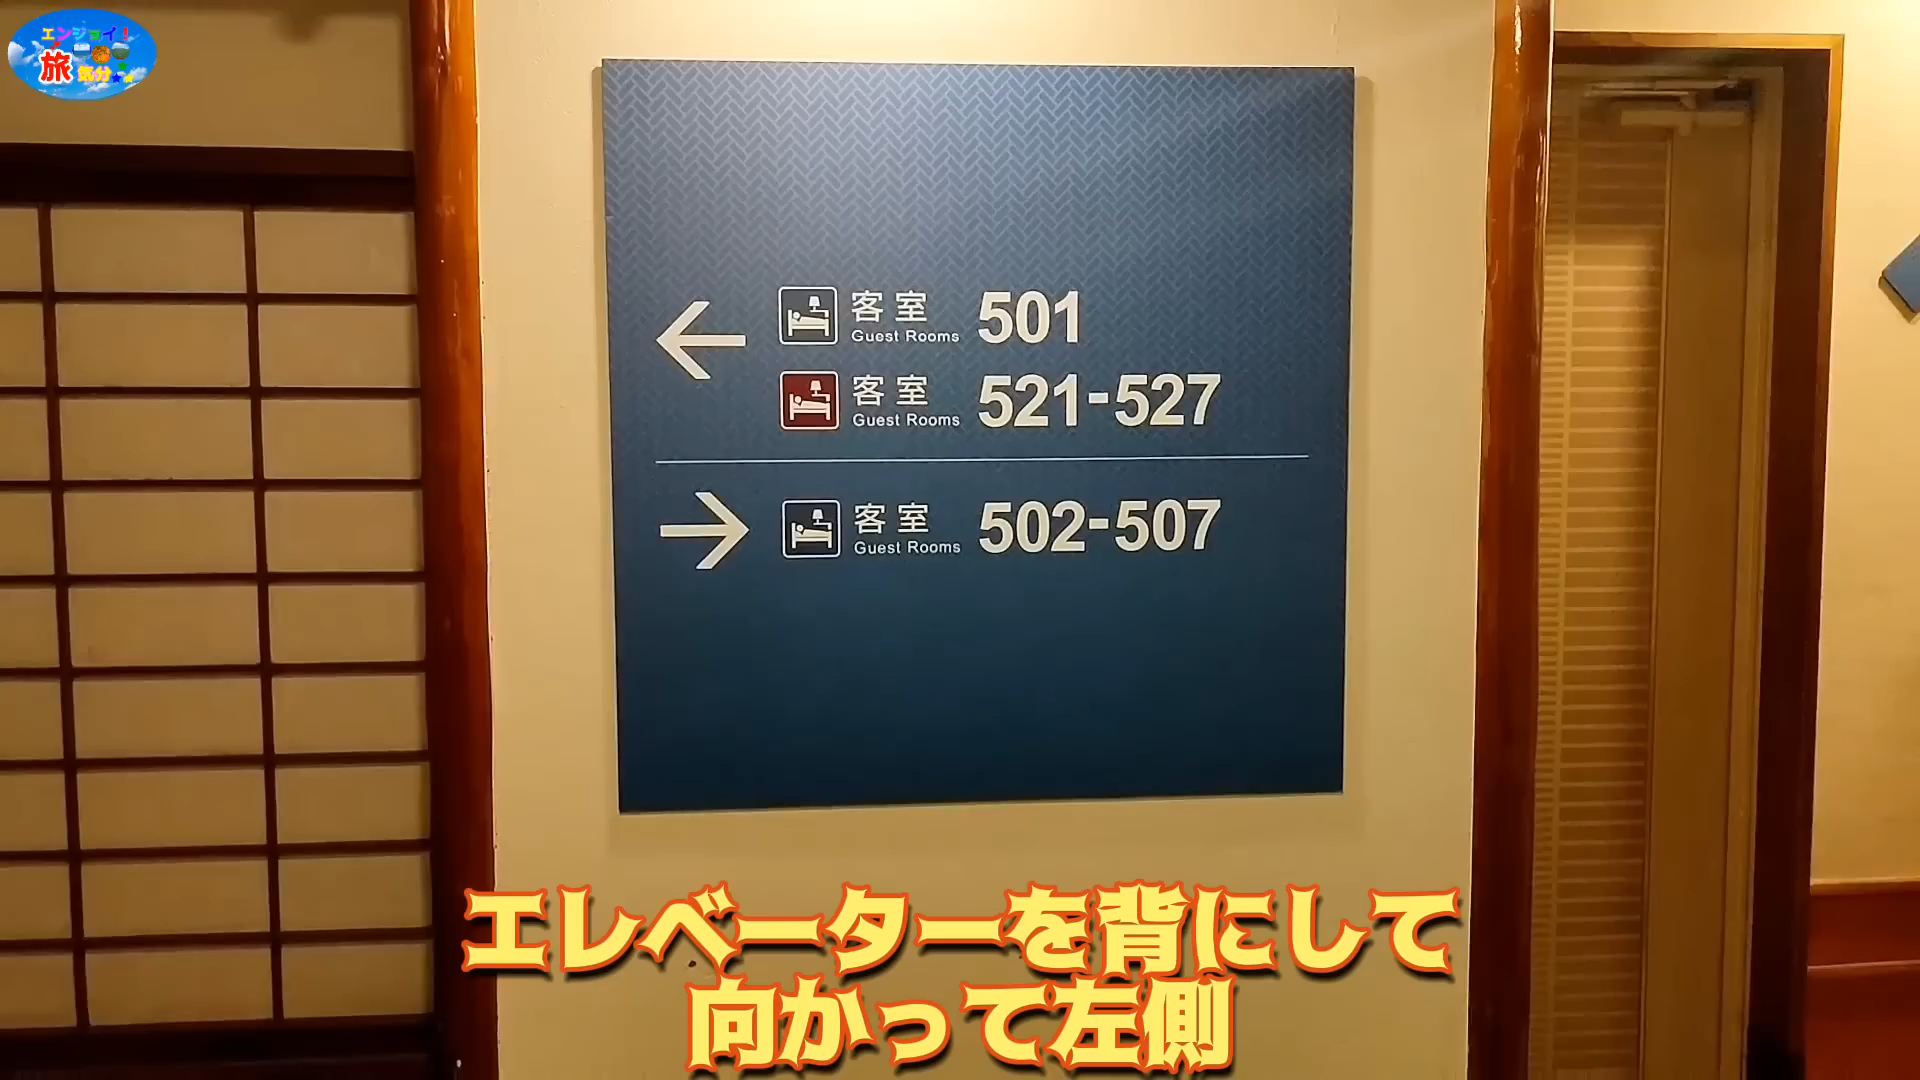 エンジョイ!
旅気分
客室 501
Guest Rooms
客室 521-527
Guest Rooms
客室 502-507
Guest Rooms
エレベーターを背にして
向かって左側